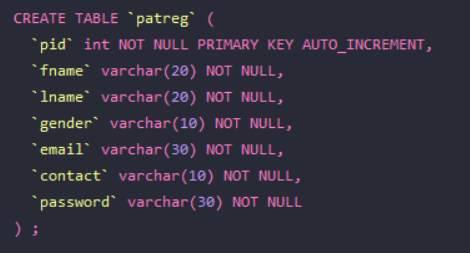 CREATE TABLE `patreg` (
  `pid` int NOT NULL PRIMARY KEY AUTO_INCREMENT,
  `fname` varchar(20) NOT NULL,
  `lname` varchar(20) NOT NULL,
  `gender` varchar(10) NOT NULL,
  `email` varchar(30) NOT NULL,
  `contact` varchar(10) NOT NULL,
  `password` varchar(30) NOT NULL
) ;